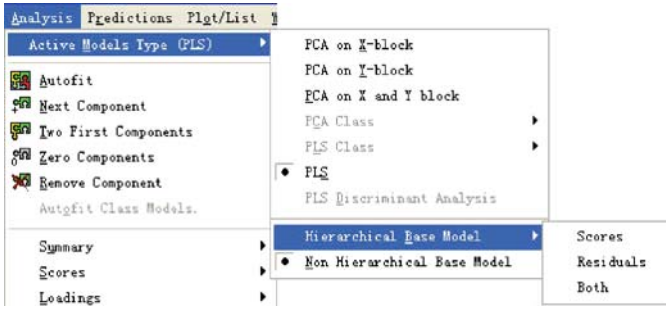 Analysis Predictions Plot/List
Active Models Type (PLS)
Autofit
Next Component
Two First Components
Zero Components
Remove Component
Autofit Class Models.
Summary
Scores
Loadings
PCA on X-block
PCA on Y-block
PCA on X and Y block
PCA Class
PLS Class
PLS
PLS Discriminant Analysis
Hierarchical Base Model
Non Hierarchical Base Model
Scores
Residuals
Both